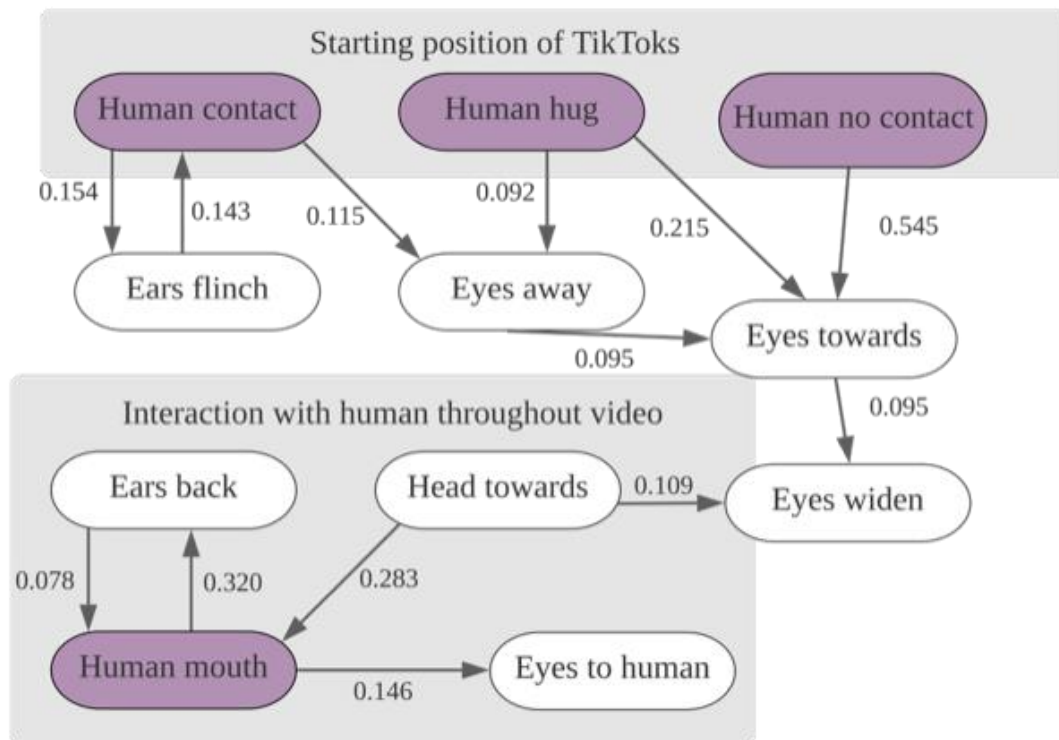 Starting position of TikToks
Human contact
Human hug
Human no contact
0.154
0.143
0.115
0.092
0.215
0.545
Ears flinch
Eyes away
Eyes towards
0.095
0.095
Interaction with human throughout video
Ears back
Head towards
0.109
Eyes widen
0.078
0.320
0.283
Human mouth
0.146
Eyes to human